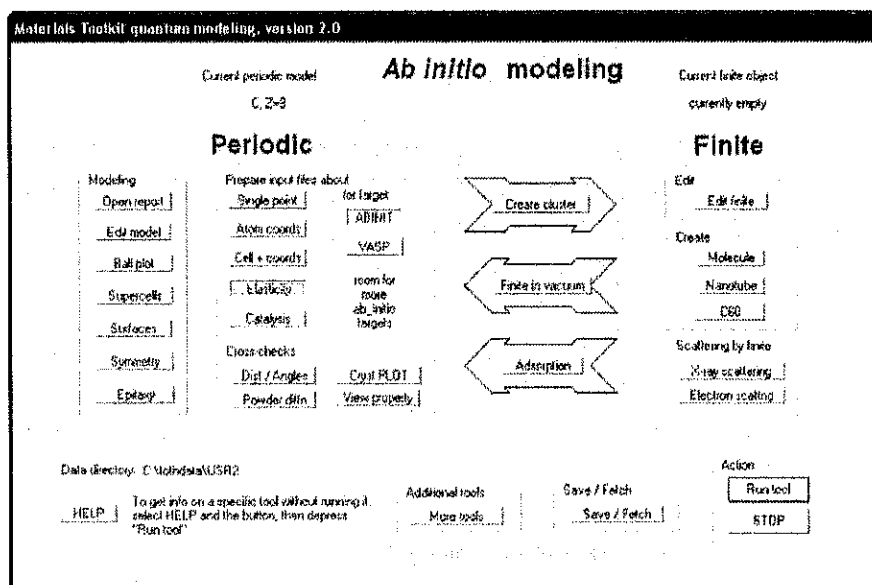 Materials Toolkit quantum modeling, version 2.0
Ab initio modeling
Current periodic model
C, Z=8
Current finite object
currently empty
Periodic
Finite
Modeling
Open report
Edit model
Ball plot
Supercells
Surfaces
Symmetry
Epitaxy
Prepare input files about
Single point
Atom coords
Cell + coords
Elasticity
Catalysis
for target
ABINIT
VASP
room for
more
ab_initio
targets
Cross-checks
Dist / Angles
Cryst PLOT
Powder diftn
View property
Create cluster
Finite in vacuum
Adsorption
Edit
Edit finite
Create
Molecule
Nanotube
C60
Scattering by finite
X-ray scattering
Electron scatting
Data directory: C:\tothdata\USR2
HELP
To get info on a specific tool without running it
select HELP and the button, then depress
"Run tool"
Additional tools
More tools
Save / Fetch
Save / Fetch
Action
Run tool
STOP